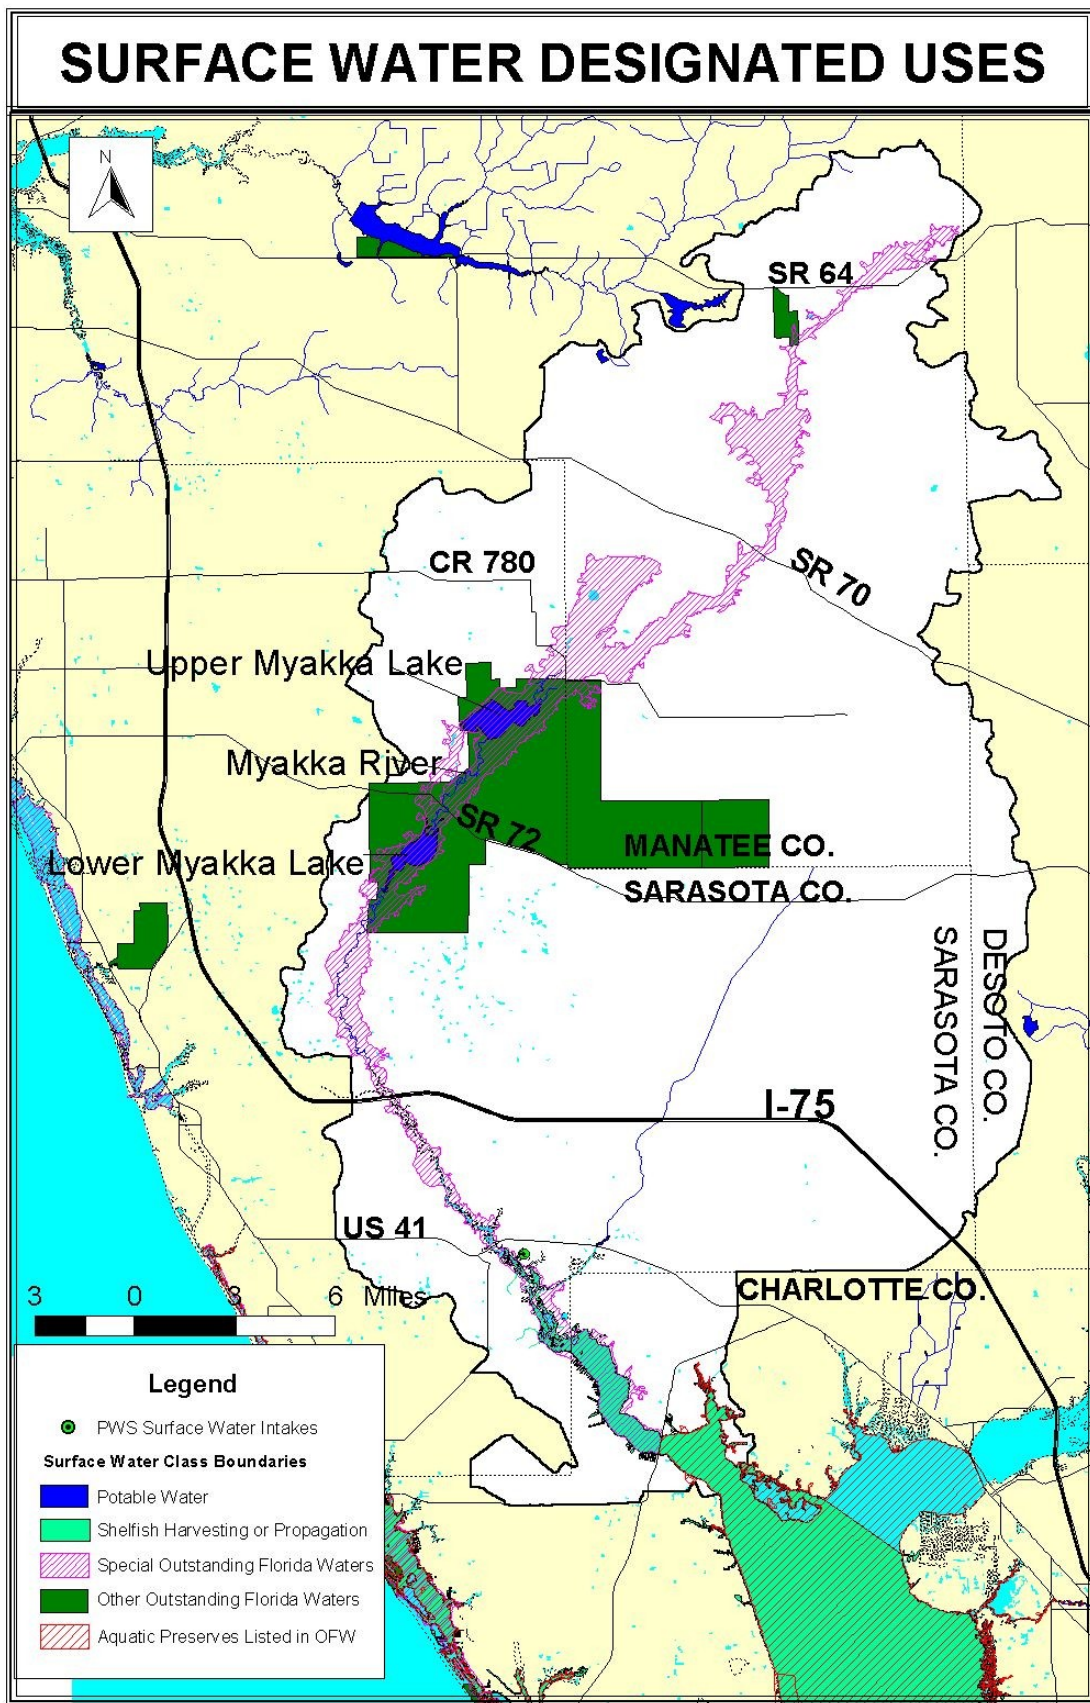 SURFACE WATER DESIGNATED USES
N
SR 64
CR 780
SR 70
Upper Myakka Lake
Myakka River
SR 72
MANATEE CO.
Lower Myakka Lake
SARASOTA CO.
DESOTO CO.
SARASOTA CO.
I-75
US 41
CHARLOTTE CO.
3 0 3 6 Miles
Legend
PWS Surface Water Intakes
Surface Water Class Boundaries
Potable Water
Shelfish Harvesting or Propagation
Special Outstanding Florida Waters
Other Outstanding Florida Waters
Aquatic Preserves Listed in OFW